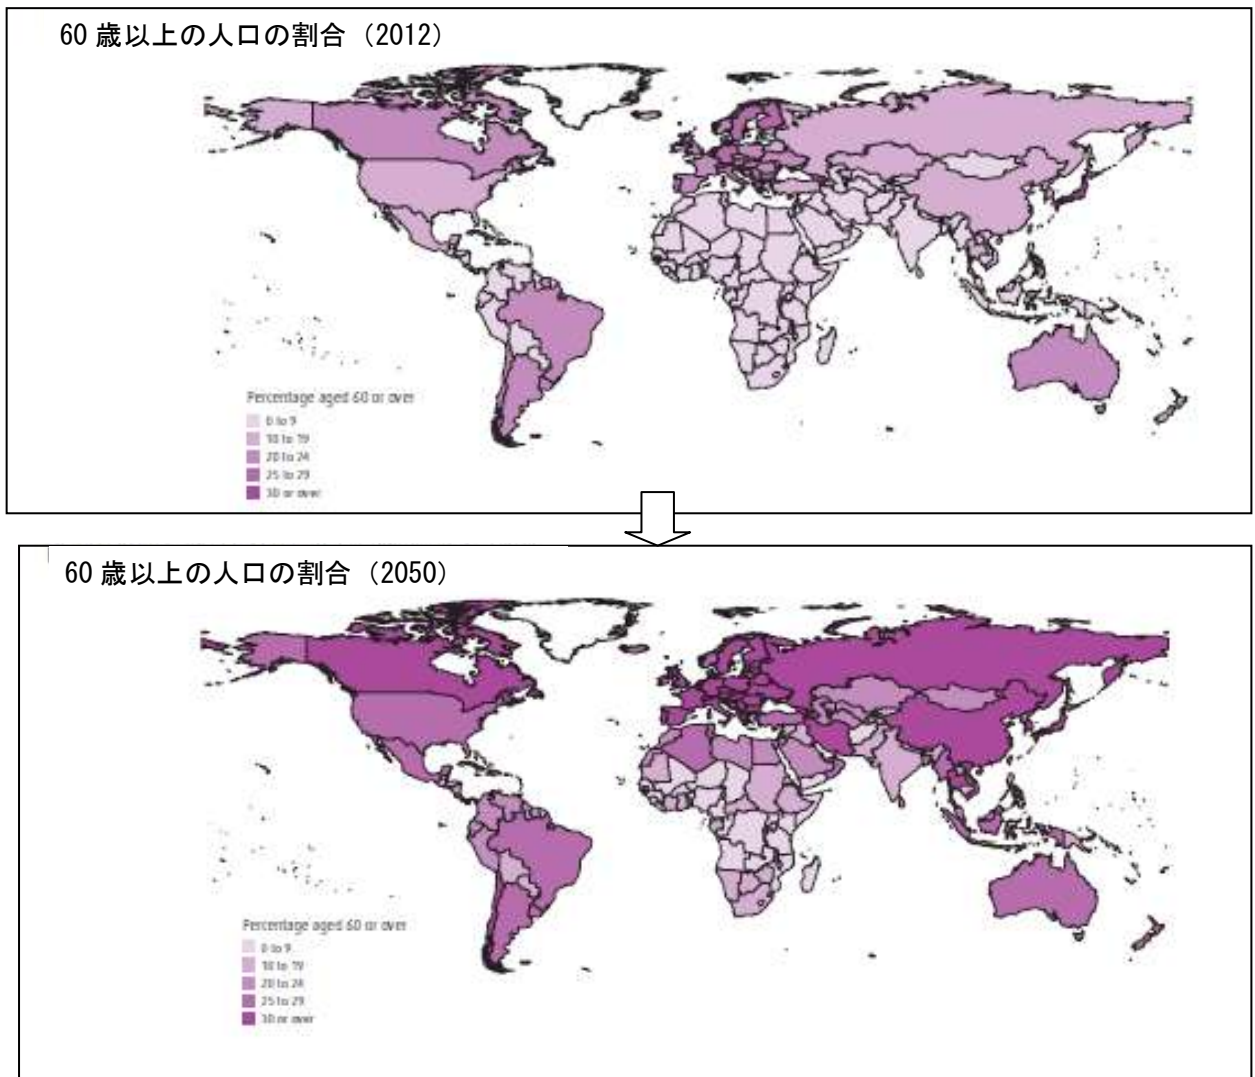 60 歳以上の人口の割合（2012）
Percentage aged 60 or over
0 to 9
10 to 19
20 to 24
25 to 29
30 or over
60 歳以上の人口の割合（2050）
Percentage aged 60 or over
0 to 9
10 to 19
20 to 24
25 to 29
30 or over